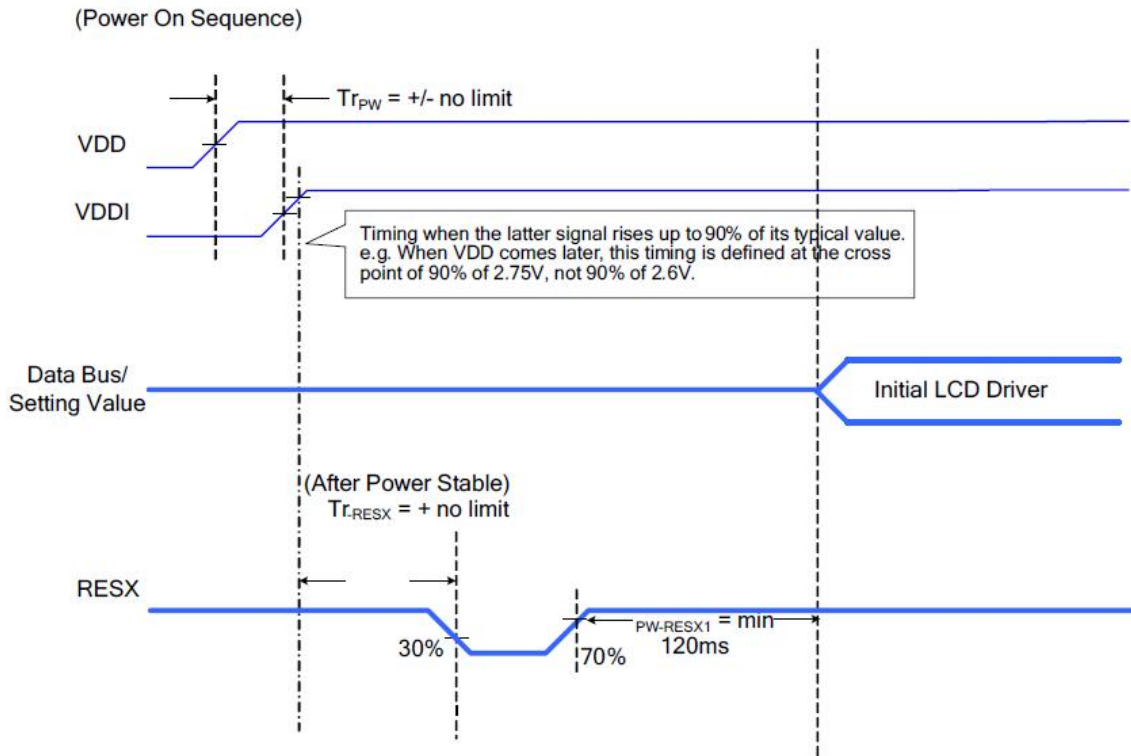 (Power On Sequence)
TrPW = +/- no limit
VDD
VDDI
Timing when the latter signal rises up to 90% of its typical value.
e.g. When VDD comes later, this timing is defined at the cross
point of 90% of 2.75V, not 90% of 2.6V.
Data Bus/
Setting Value
Initial LCD Driver
(After Power Stable)
Tr-RESX = + no limit
RESX
30%
70%
PW-RESX1 = min
120ms